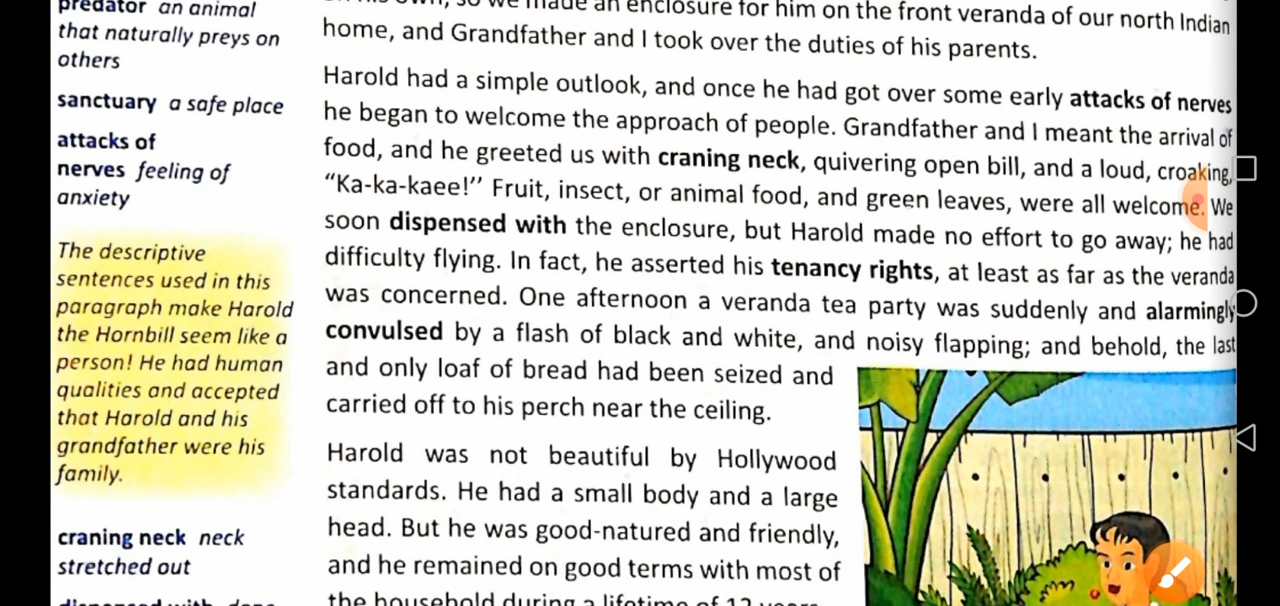 predator an animal
that naturally preys on
others
sanctuary a safe place
attacks of
nerves feeling of
anxiety
The descriptive
sentences used in this
paragraph make Harold
the Hornbill seem like a
person! He had human
qualities and accepted
that Harold and his
grandfather were his
family.
craning neck neck
stretched out
made an enclosure for him on the front veranda of our north Indian
home, and Grandfather and I took over the duties of his parents.
Harold had a simple outlook, and once he had got over some early attacks of nerves
he began to welcome the approach of people. Grandfather and I meant the arrival of
food, and he greeted us with craning neck, quivering open bill, and a loud, croaking,
“Ka-ka-kaee!” Fruit, insect, or animal food, and green leaves, were all welcome. We
soon dispensed with the enclosure, but Harold made no effort to go away; he had
difficulty flying. In fact, he asserted his tenancy rights, at least as far as the veranda
was concerned. One afternoon a veranda tea party was suddenly and alarmingly
convulsed by a flash of black and white, and noisy flapping; and behold, the last
and only loaf of bread had been seized and
carried off to his perch near the ceiling.
Harold was not beautiful by Hollywood
standards. He had a small body and a large
head. But he was good-natured and friendly,
and he remained on good terms with most of
the household during a lifetime of 12 years